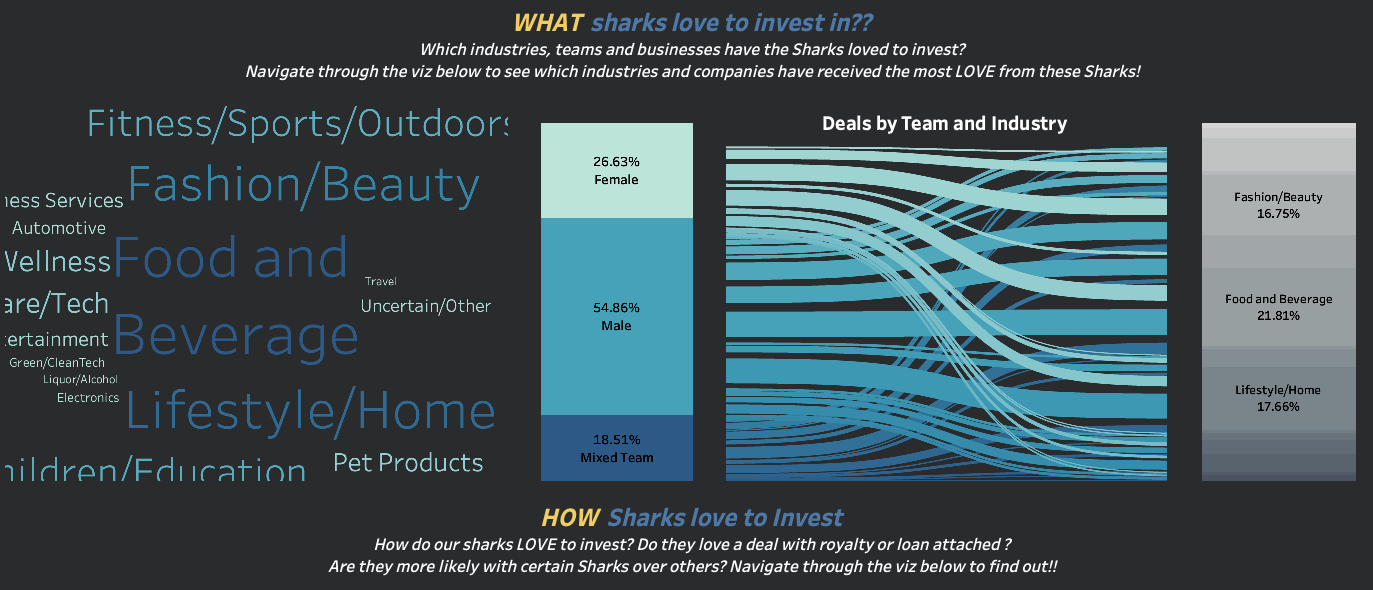 WHAT sharks love to invest in??
Which industries, teams and businesses have the Sharks loved to invest?
Navigate through the viz below to see which industries and companies have received the most LOVE from these Sharks!
Fitness/Sports/Outdoors
Fashion/Beauty
ness Services
Automotive
Wellness
Food and
Travel
are/Tech
Uncertain/Other
Beverage
ertainment
Green/CleanTech
Liquor/Alcohol
Electronics
Lifestyle/Home
hildren/Education
Pet Products
26.63%
Female
54.86%
Male
18.51%
Mixed Team
Deals by Team and Industry
Fashion/Beauty
16.75%
Food and Beverage
21.81%
Lifestyle/Home
17.66%
HOW Sharks love to Invest
How do our sharks LOVE to invest? Do they love a deal with royalty or loan attached ?
Are they more likely with certain Sharks over others? Navigate through the viz below to find out!!